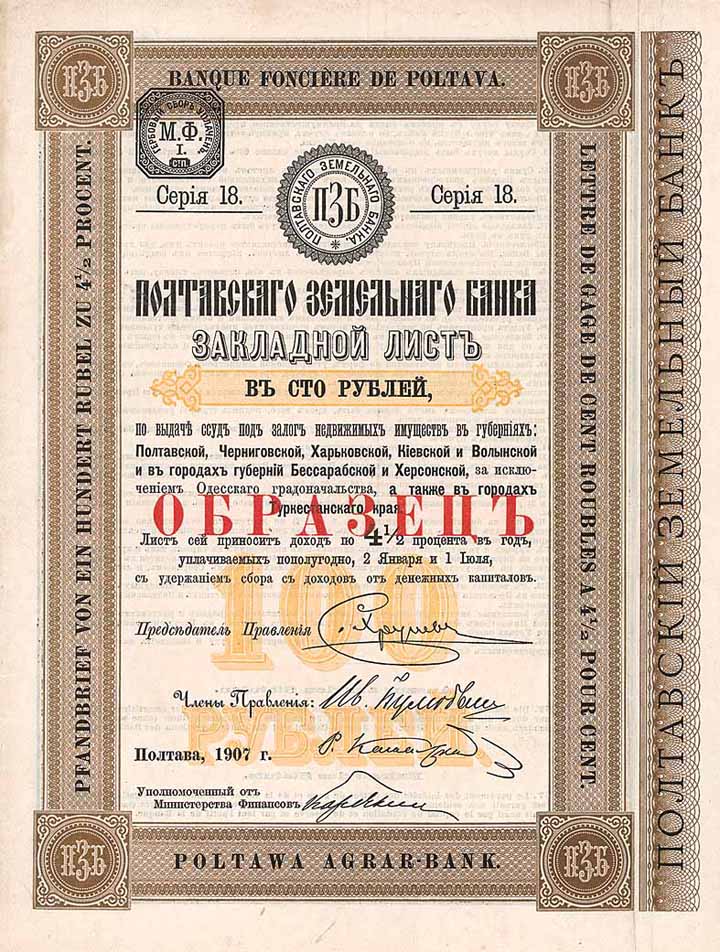 ПЗБ
BANQUE FONCIÈRE DE POLTAVA.
ПЗБ
ГЕРБОВЫЙ СБОРЪ УПЛАЧЕНЪ.
М.Ф.
I.
СТП.
Серія 18.
ПОЛТАВСКАГО ЗЕМЕЛЬНАГО БАНКА.
ПЗБ
Серія 18.
ПОЛТАВСКАГО ЗЕМЕЛЬНАГО БАНКА
ЗАКЛАДНОЙ ЛИСТЪ
ВЪ СТО РУБЛЕЙ,
по выдачѣ ссудъ подъ залогъ недвижимыхъ имуществъ въ губерніяхъ:
Полтавской, Черниговской, Харьковской, Кіевской и Волынской
и въ городахъ губерній Бессарабской и Херсонской, за исклю-
ченіемъ Одесскаго градоначальства, а также въ городахъ
Туркестанскаго края.
ОБРАЗЕЦЪ
Листъ сей приноситъ доходъ по 4½ процента въ годъ,
уплачиваемыхъ пополугодно, 2 Января и 1 Іюля,
съ удержаніемъ сбора съ доходовъ отъ денежныхъ капиталовъ.
100
РУБЛЕЙ.
Предсѣдатель Правленія
Члены Правленія:
Полтава, 1907 г.
Уполномоченный отъ
Министерства Финансовъ
PFANDBRIEF VON EIN HUNDERT RUBEL ZU 4½ PROCENT.
LETTRE DE GAGE DE CENT ROUBLES A 4½ POUR CENT.
ПОЛТАВСКІЙ ЗЕМЕЛЬНЫЙ БАНКЪ
ПЗБ
POLTAWA AGRAR-BANK.
ПЗБ